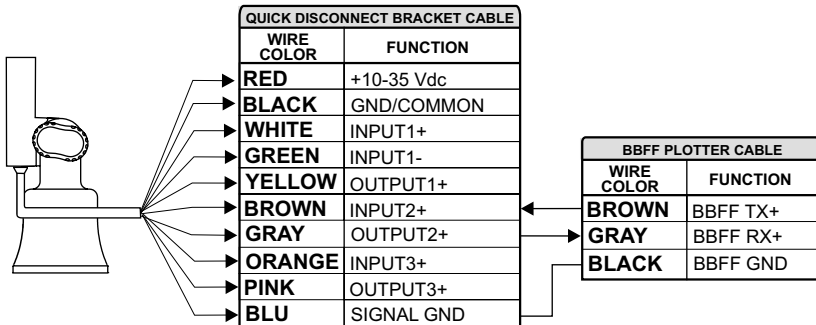 QUICK DISCONNECT BRACKET CABLE
WIRE COLOR FUNCTION
RED +10-35 Vdc
BLACK GND/COMMON
WHITE INPUT1+
GREEN INPUT1-
YELLOW OUTPUT1+
BROWN INPUT2+
GRAY OUTPUT2+
ORANGE INPUT3+
PINK OUTPUT3+
BLU SIGNAL GND
BBFF PLOTTER CABLE
WIRE COLOR FUNCTION
BROWN BBFF TX+
GRAY BBFF RX+
BLACK BBFF GND